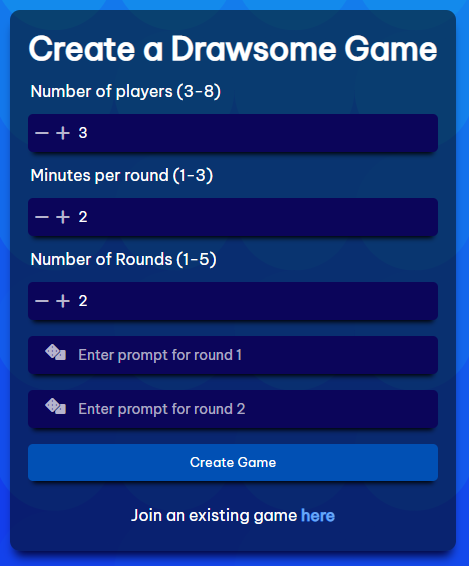 Create a Drawsome Game
Number of players (3-8)
− + 3
Minutes per round (1-3)
− + 2
Number of Rounds (1-5)
− + 2
Enter prompt for round 1
Enter prompt for round 2
Create Game
Join an existing game here